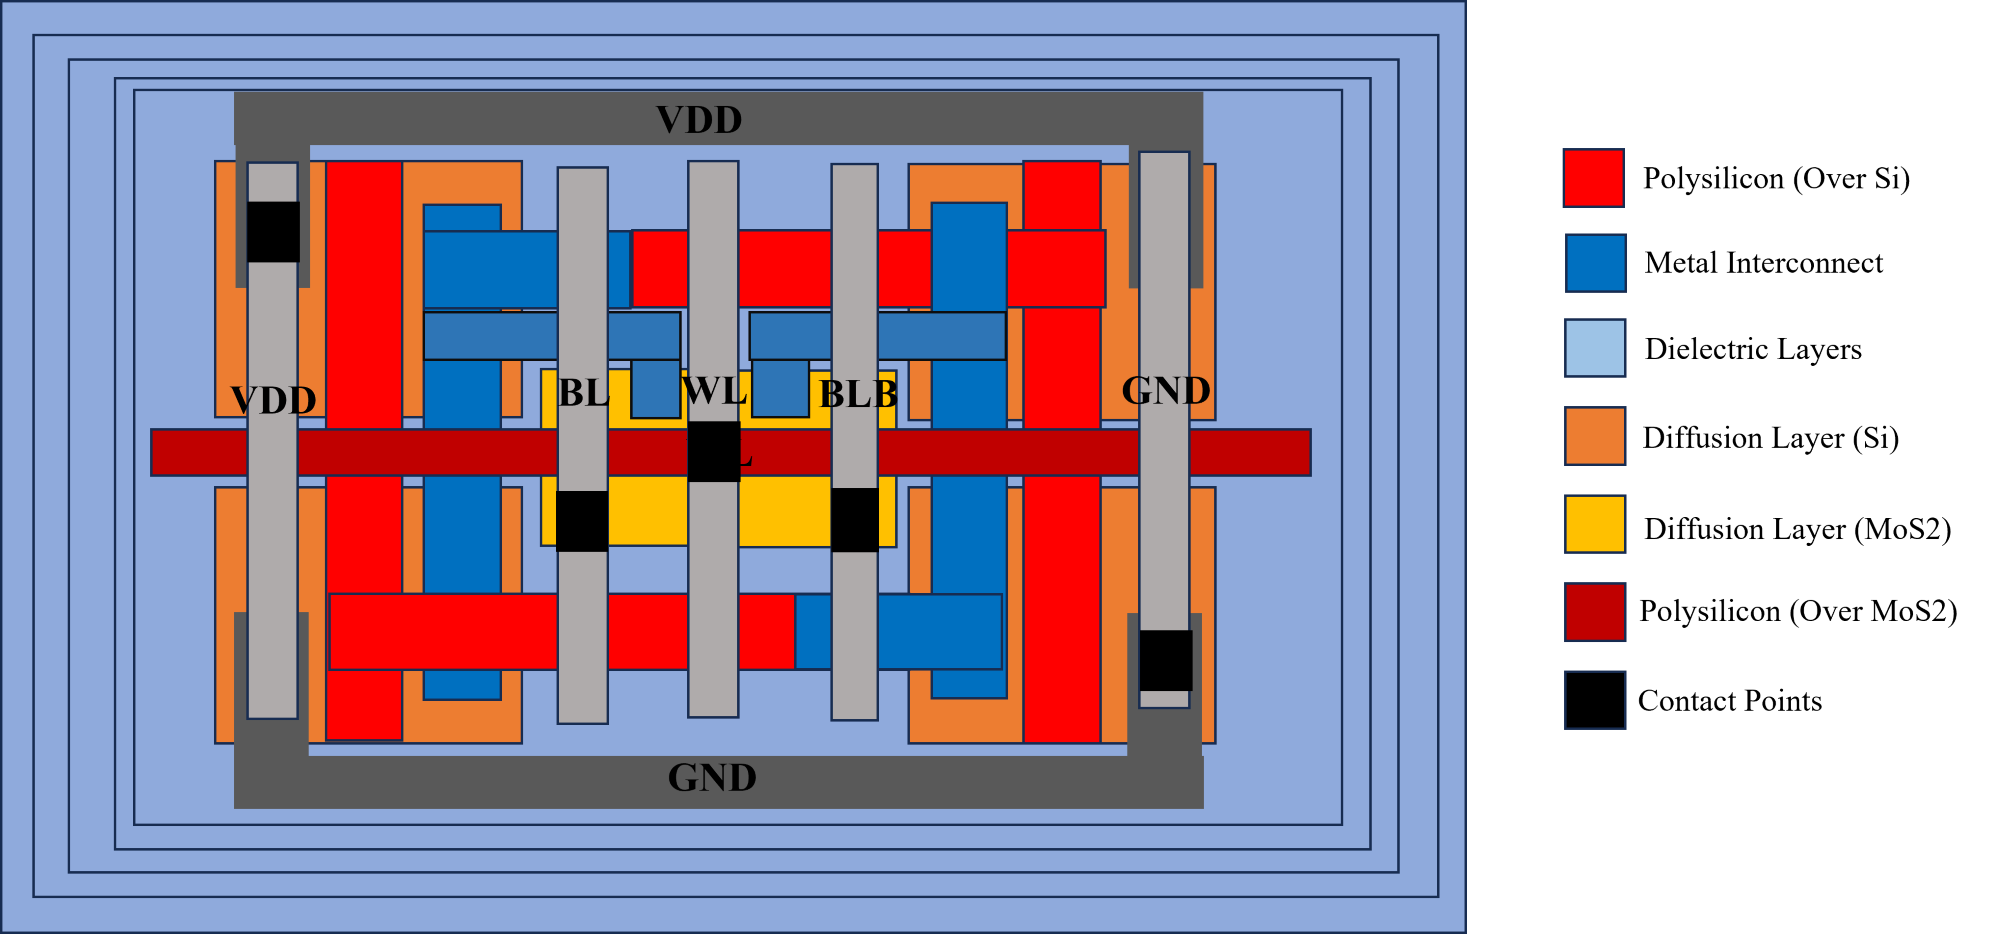 VDD
VDD
BL
WL
BLB
GND
L
GND
Polysilicon (Over Si)
Metal Interconnect
Dielectric Layers
Diffusion Layer (Si)
Diffusion Layer (MoS2)
Polysilicon (Over MoS2)
Contact Points